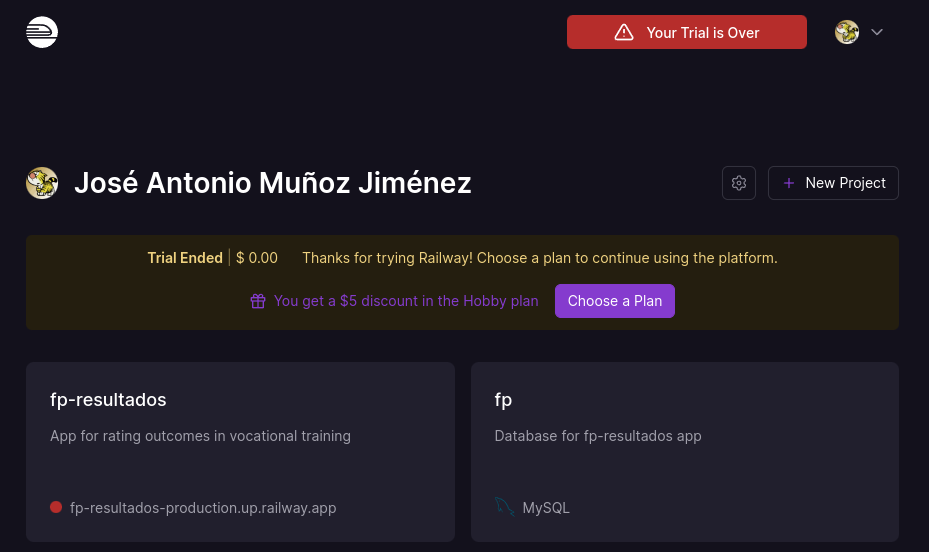 Your Trial is Over
José Antonio Muñoz Jiménez
New Project
Trial Ended | $ 0.00 Thanks for trying Railway! Choose a plan to continue using the platform.
You get a $5 discount in the Hobby plan Choose a Plan
fp-resultados
App for rating outcomes in vocational training
fp-resultados-production.up.railway.app
fp
Database for fp-resultados app
MySQL